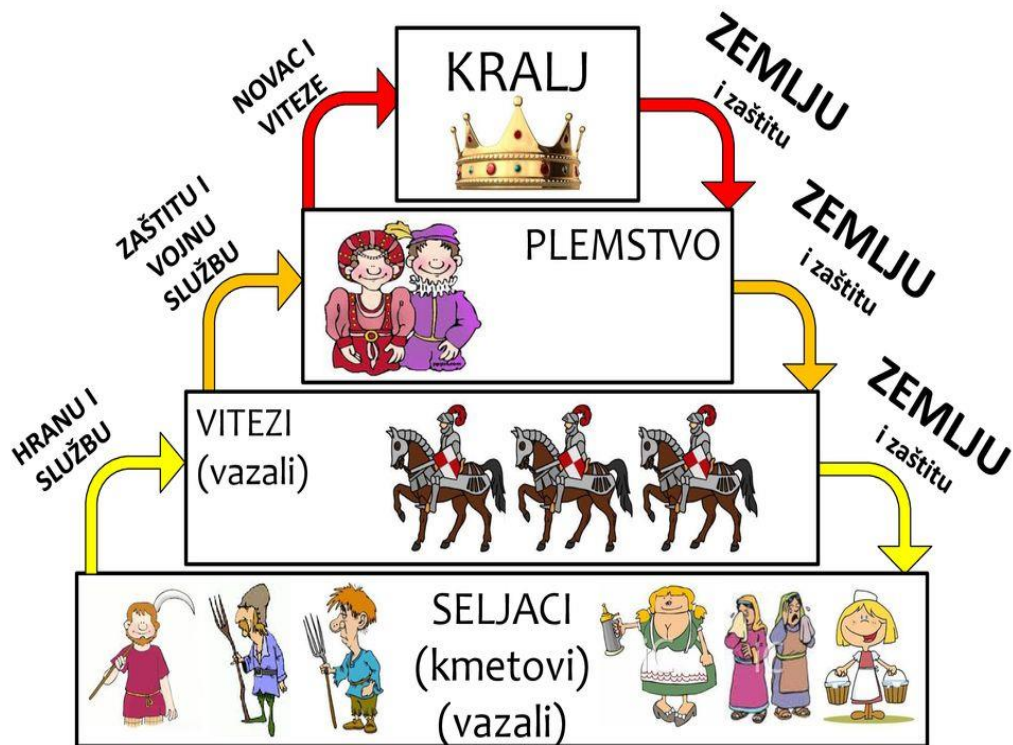 KRALJ
NOVAC I
VITEZE
ZEMLJU
i zaštitu
PLEMSTVO
ZAŠTITU I
VOJNU
SLUŽBU
ZEMLJU
i zaštitu
VITEZI
(vazali)
HRANU I
SLUŽBU
ZEMLJU
i zaštitu
SELJACI
(kmetovi)
(vazali)